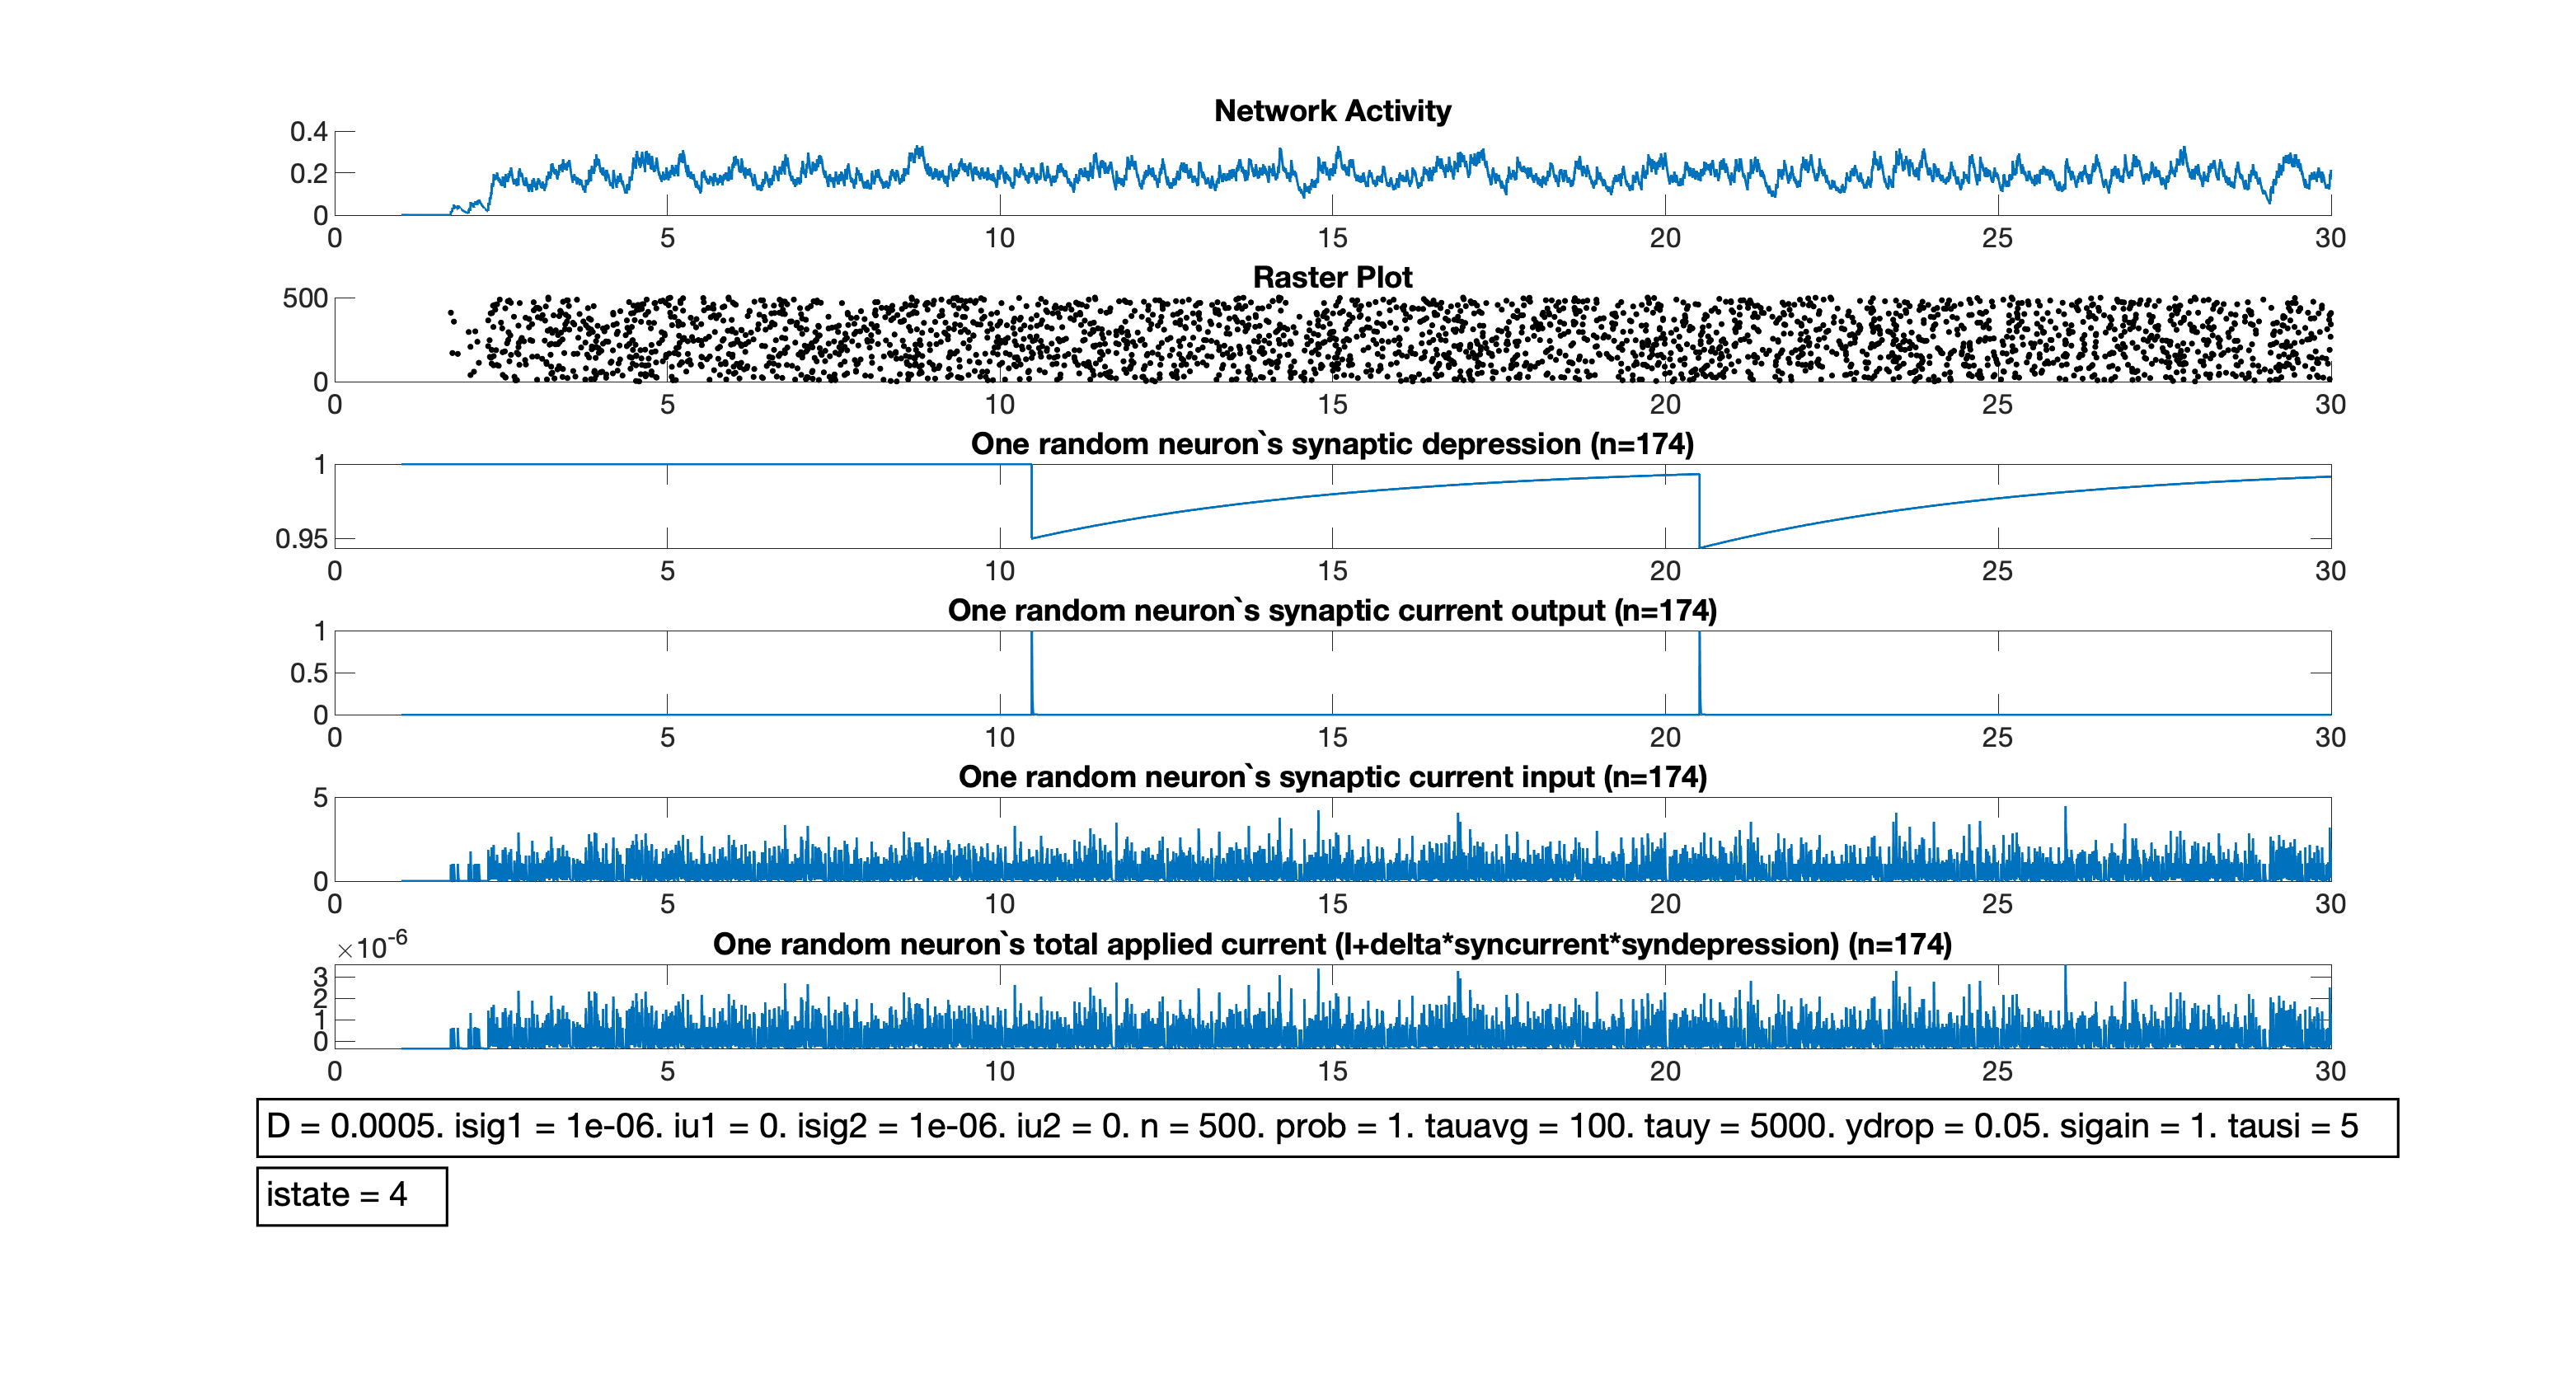 Network Activity
0.4
0.2
0
0 5 10 15 20 25 30
Raster Plot
500
0
0 5 10 15 20 25 30
One random neuron`s synaptic depression (n=174)
1
0.95
0 5 10 15 20 25 30
One random neuron`s synaptic current output (n=174)
1
0.5
0
0 5 10 15 20 25 30
One random neuron`s synaptic current input (n=174)
5
0
0 5 10 15 20 25 30
×10-6
One random neuron`s total applied current (I+delta*syncurrent*syndepression) (n=174)
3
2
1
0
0 5 10 15 20 25 30
D = 0.0005. isig1 = 1e-06. iu1 = 0. isig2 = 1e-06. iu2 = 0. n = 500. prob = 1. tauavg = 100. tauy = 5000. ydrop = 0.05. sigain = 1. tausi = 5
istate = 4